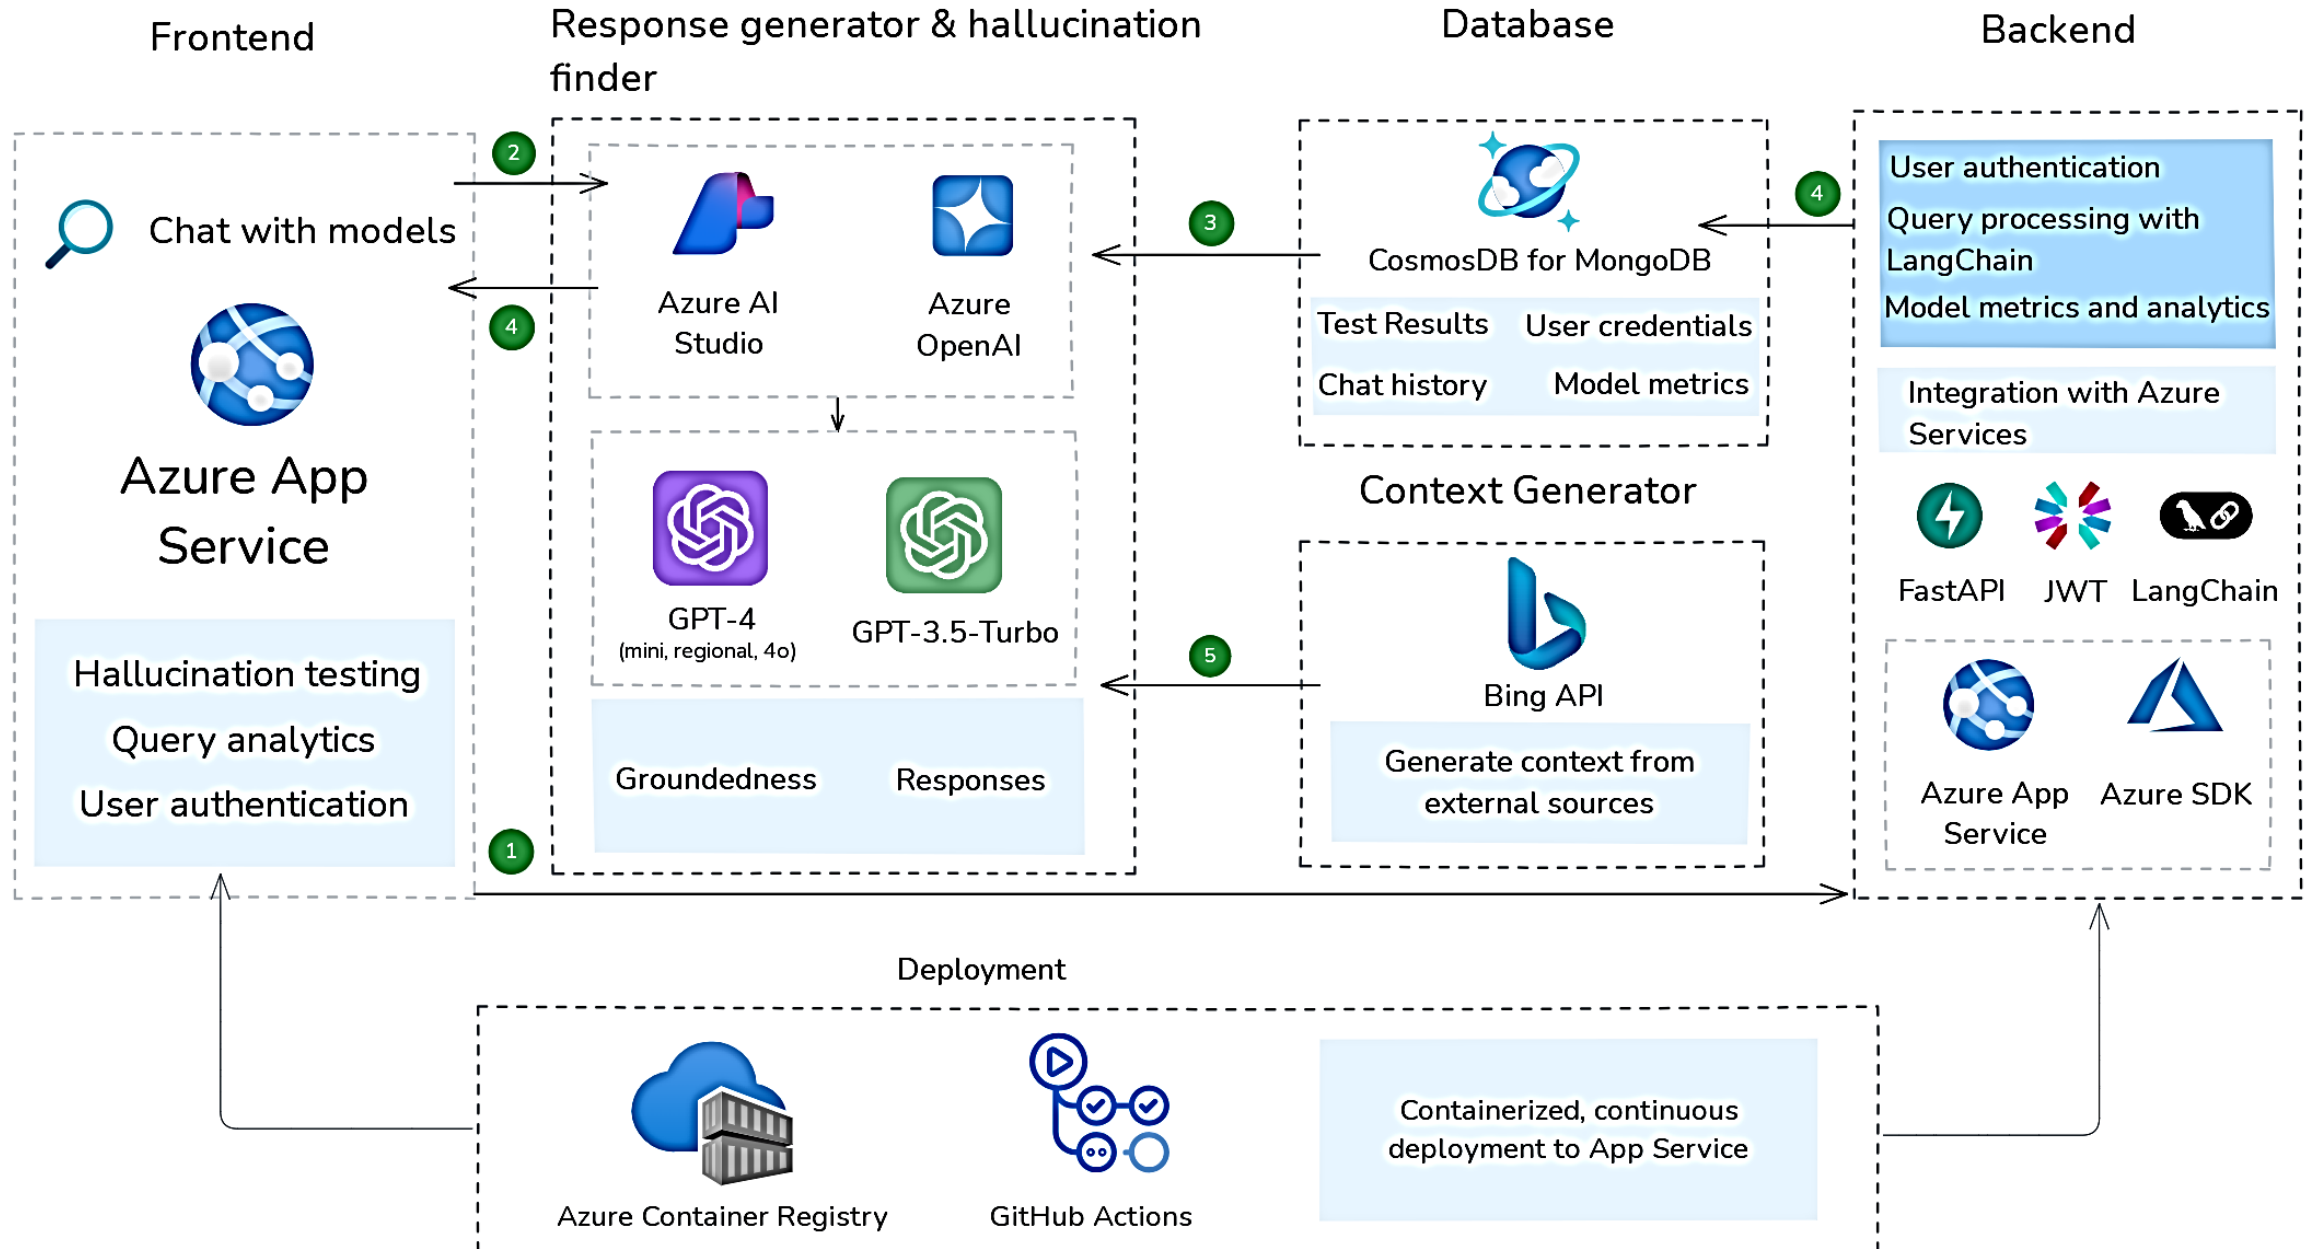 Frontend
Response generator & hallucination
finder
Database
Backend
2
Chat with models
4
Azure App
Service
Hallucination testing
Query analytics
User authentication
1
Azure AI
Studio
Azure
OpenAI
GPT-4
(mini, regional, 4o)
GPT-3.5-Turbo
Groundedness
Responses
3
CosmosDB for MongoDB
Test Results
User credentials
Chat history
Model metrics
4
Context Generator
5
Bing API
Generate context from
external sources
User authentication
Query processing with
LangChain
Model metrics and analytics
Integration with Azure
Services
FastAPI
JWT
LangChain
Azure App
Service
Azure SDK
Deployment
Azure Container Registry
GitHub Actions
Containerized, continuous
deployment to App Service